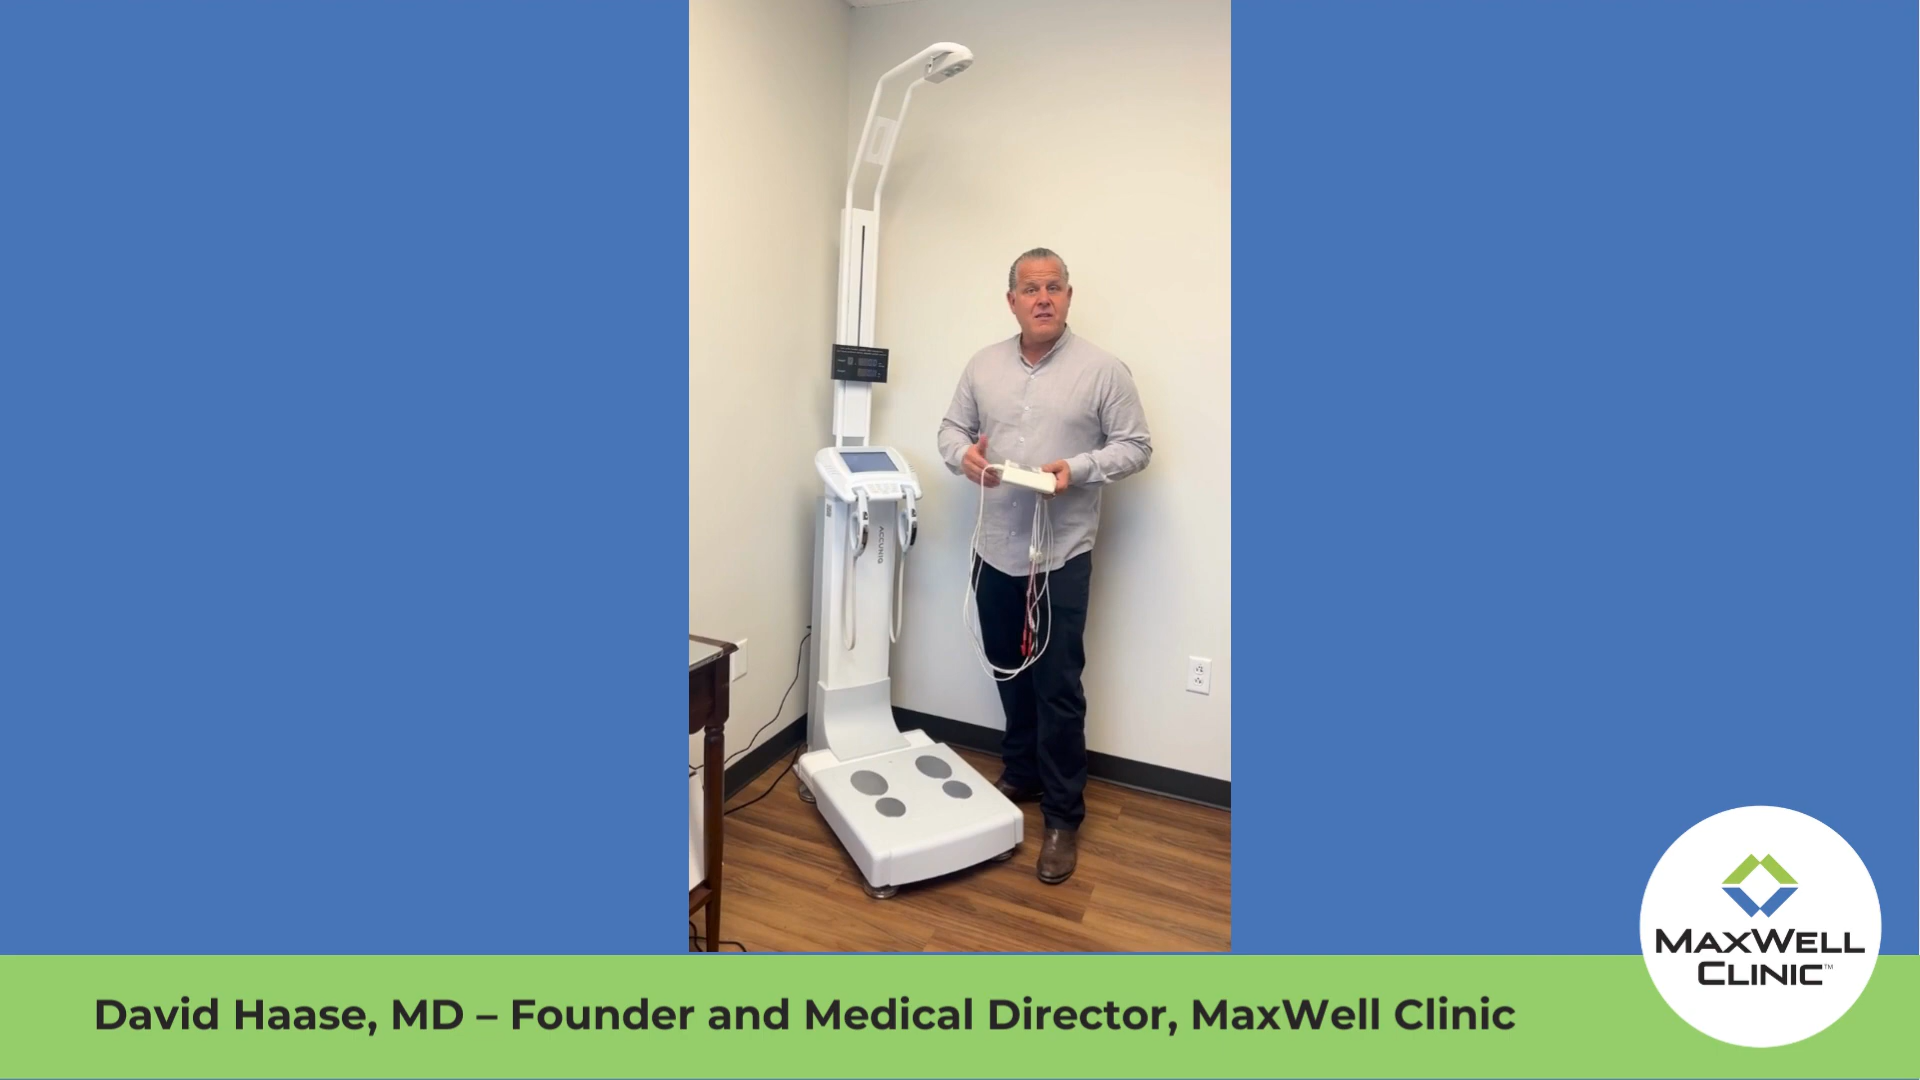 ACCUNIQ
MAXWELL
CLINIC™
David Haase, MD – Founder and Medical Director, MaxWell Clinic